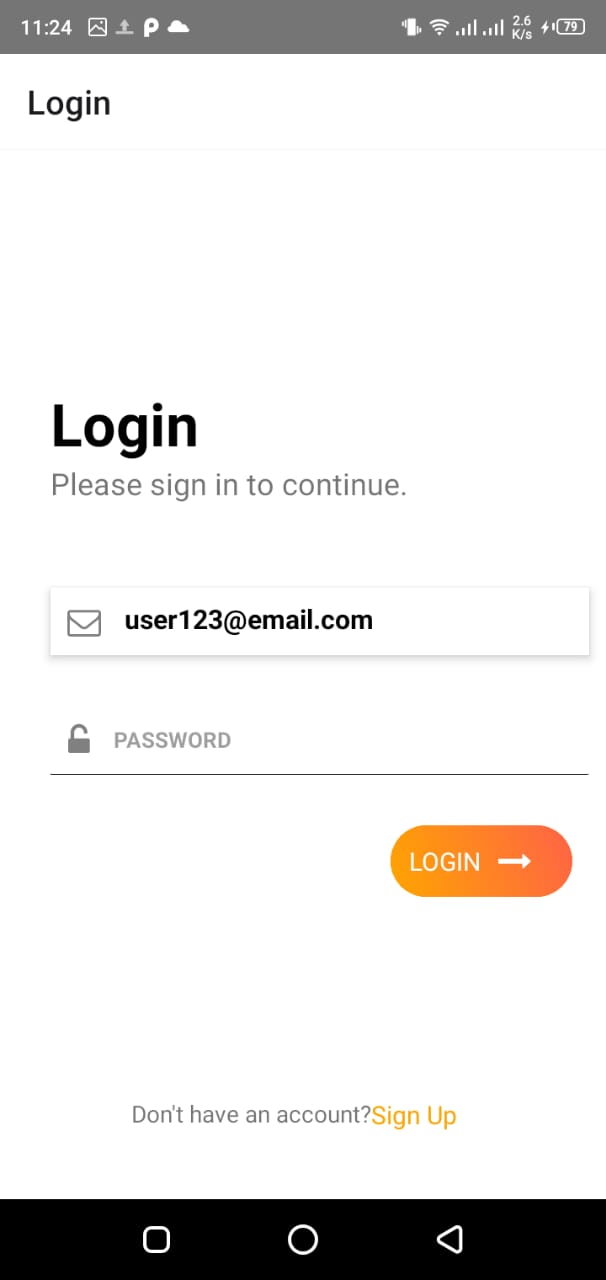 11:24 2.6 K/s 79
Login
Login
Please sign in to continue.
user123@email.com
PASSWORD
LOGIN
Don't have an account?Sign Up